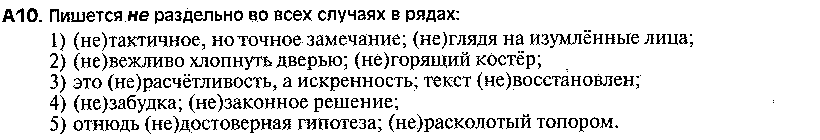 А10. Пишется не раздельно во всех случаях в рядах:
1) (не)тактичное, но точное замечание; (не)глядя на изумлённые лица;
2) (не)вежливо хлопнуть дверью; (не)горящий костёр;
3) это (не)расчётливость, а искренность; текст (не)восстановлен;
4) (не)забудка; (не)законное решение;
5) отнюдь (не)достоверная гипотеза; (не)расколотый топором.